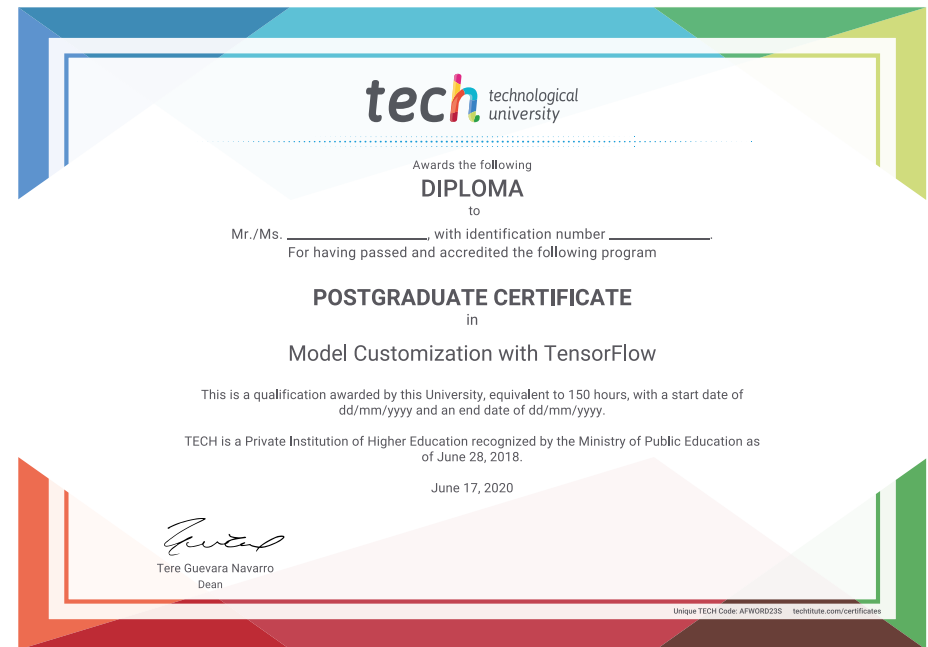 tech technological
university
Awards the following
DIPLOMA
to
Mr./Ms. ____________________, with identification number ______________.
For having passed and accredited the following program
POSTGRADUATE CERTIFICATE
in
Model Customization with TensorFlow
This is a qualification awarded by this University, equivalent to 150 hours, with a start date of
dd/mm/yyyy and an end date of dd/mm/yyyy.
TECH is a Private Institution of Higher Education recognized by the Ministry of Public Education as
of June 28, 2018.
June 17, 2020
Tere Guevara Navarro
Dean
Unique TECH Code: AFWORD23S techtitute.com/certificates